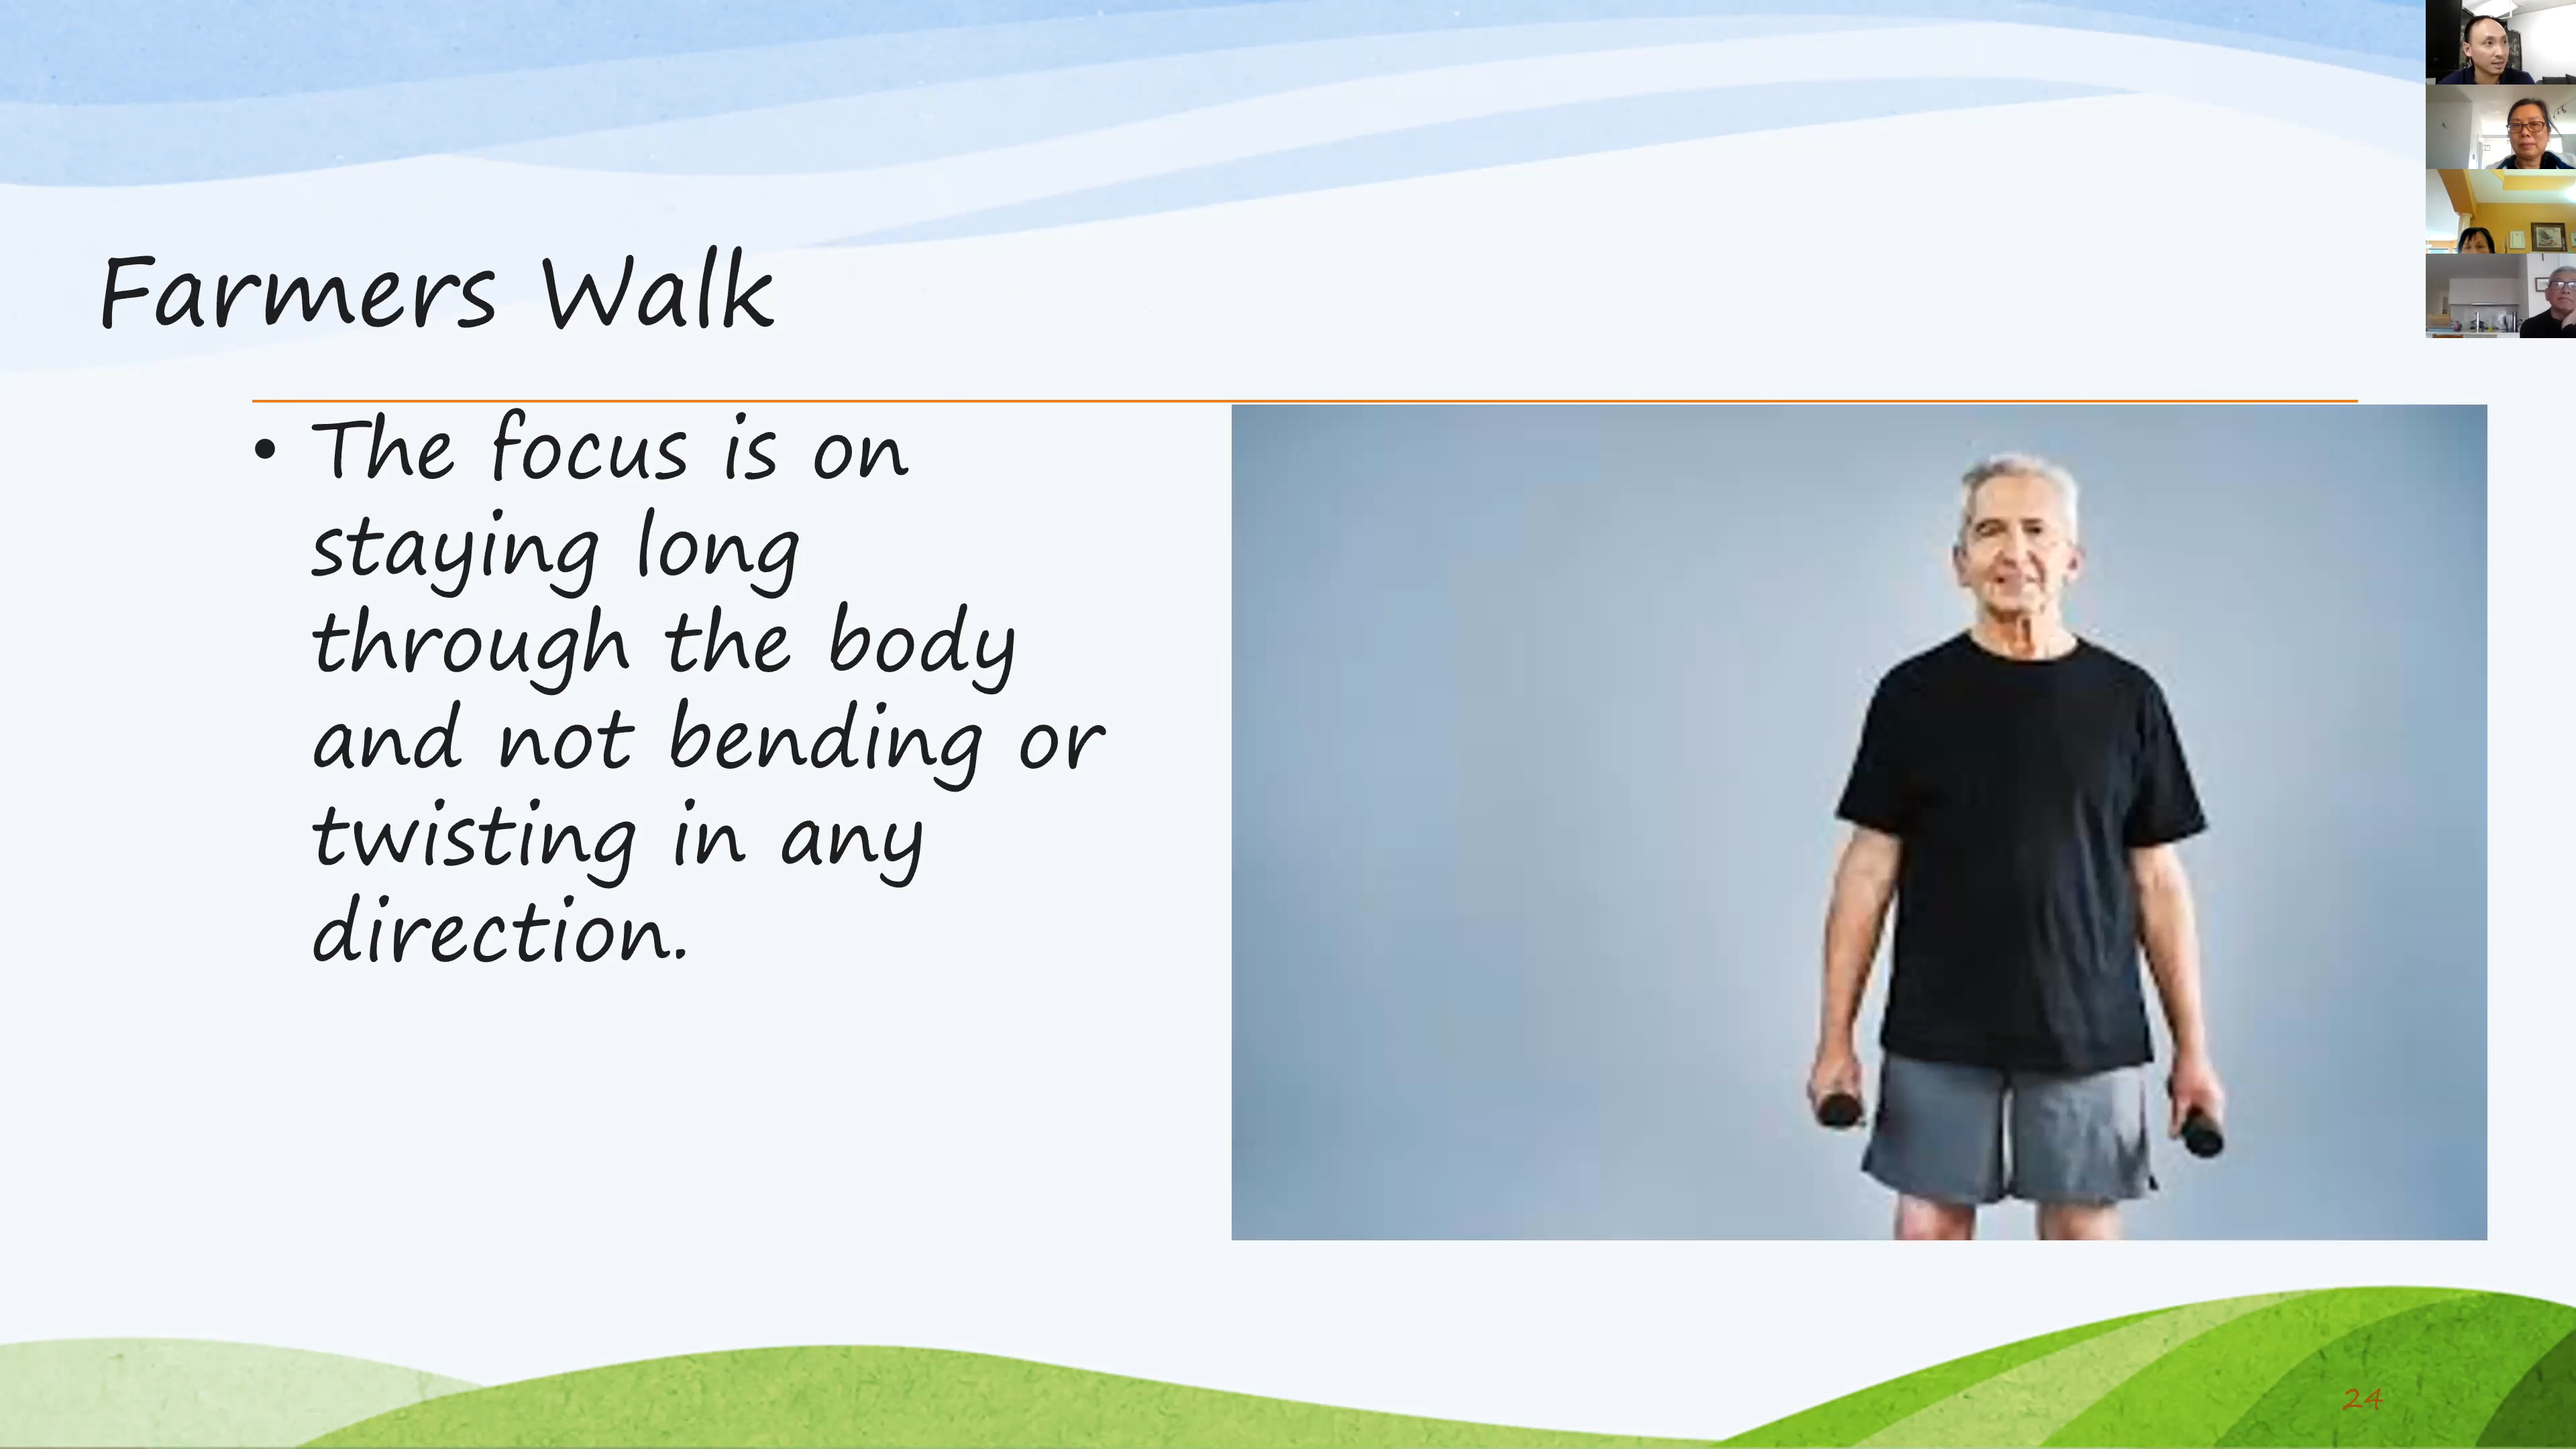 Farmers Walk
• The focus is on
staying long
through the body
and not bending or
twisting in any
direction.
24